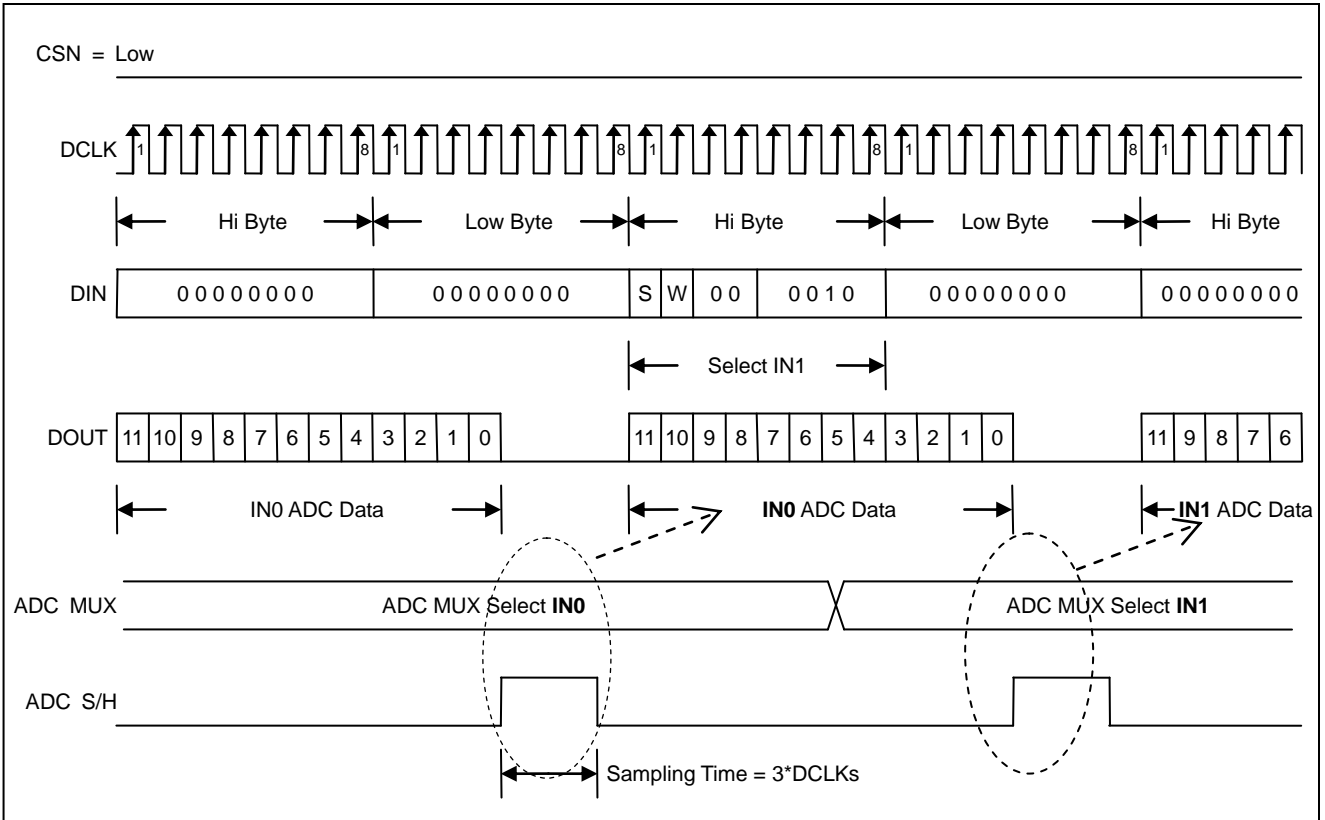 CSN = Low
DCLK 1 8 1 8 1 8 1 8 1
Hi Byte Low Byte Hi Byte Low Byte Hi Byte
DIN 0 0 0 0 0 0 0 0 0 0 0 0 0 0 0 0 S W 0 0 0 0 1 0 0 0 0 0 0 0 0 0 0 0 0 0 0 0 0 0
Select IN1
DOUT 11 10 9 8 7 6 5 4 3 2 1 0 11 10 9 8 7 6 5 4 3 2 1 0 11 9 8 7 6
IN0 ADC Data IN0 ADC Data IN1 ADC Data
ADC MUX ADC MUX Select IN0 ADC MUX Select IN1
ADC S/H
Sampling Time = 3*DCLKs